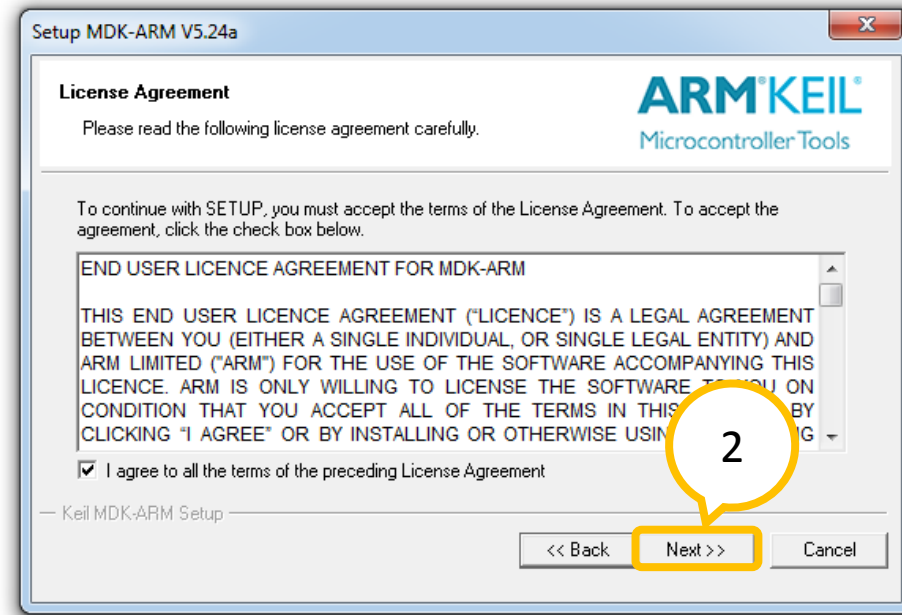 Setup MDK-ARM V5.24a
License Agreement
Please read the following license agreement carefully.
ARM®KEIL®
Microcontroller Tools
To continue with SETUP, you must accept the terms of the License Agreement. To accept the
agreement, click the check box below.
END USER LICENCE AGREEMENT FOR MDK-ARM
THIS END USER LICENCE AGREEMENT (“LICENCE”) IS A LEGAL AGREEMENT
BETWEEN YOU (EITHER A SINGLE INDIVIDUAL, OR SINGLE LEGAL ENTITY) AND
ARM LIMITED ("ARM") FOR THE USE OF THE SOFTWARE ACCOMPANYING THIS
LICENCE. ARM IS ONLY WILLING TO LICENSE THE SOFTWARE TO YOU ON
CONDITION THAT YOU ACCEPT ALL OF THE TERMS IN THIS BY
CLICKING “I AGREE” OR BY INSTALLING OR OTHERWISE
2
I agree to all the terms of the preceding License Agreement
Keil MDK-ARM Setup
<< Back
Next >>
Cancel